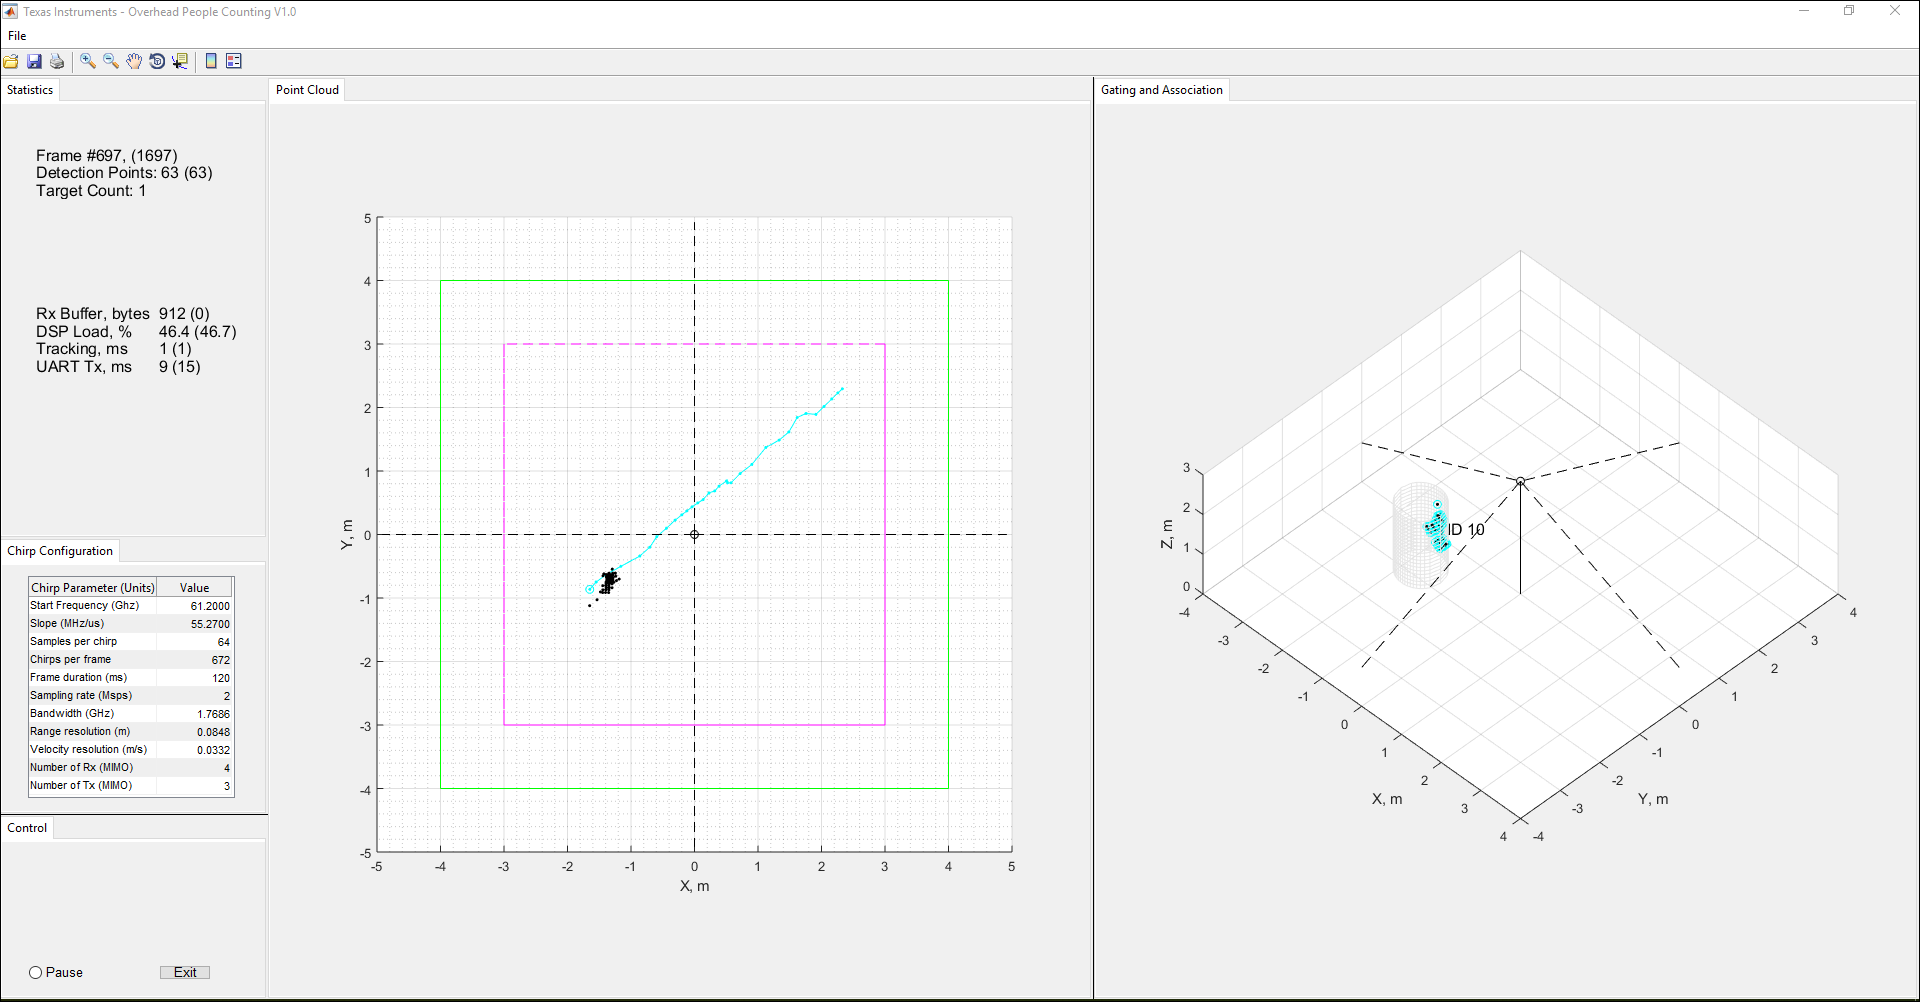 Texas Instruments - Overhead People Counting V1.0
File
Statistics
Frame #697, (1697)
Detection Points: 63 (63)
Target Count: 1
Rx Buffer, bytes 912 (0)
DSP Load, % 46.4 (46.7)
Tracking, ms 1 (1)
UART Tx, ms 9 (15)
Chirp Configuration
Chirp Parameter (Units) Value
Start Frequency (Ghz) 61.2000
Slope (MHz/us) 55.2700
Samples per chirp 64
Chirps per frame 672
Frame duration (ms) 120
Sampling rate (Msps) 2
Bandwidth (GHz) 1.7686
Range resolution (m) 0.0848
Velocity resolution (m/s) 0.0332
Number of Rx (MIMO) 4
Number of Tx (MIMO) 3
Control
Pause Exit
Point Cloud
5
4
3
2
1
0
-1
-2
-3
-4
-5
Y, m
-5 -4 -3 -2 -1 0 1 2 3 4 5
X, m
Gating and Association
ID 10
3
2
1
0
Z, m
-4 -3 -2 -1 0 1 2 3 4
X, m
-4 -3 -2 -1 0 1 2 3 4
Y, m